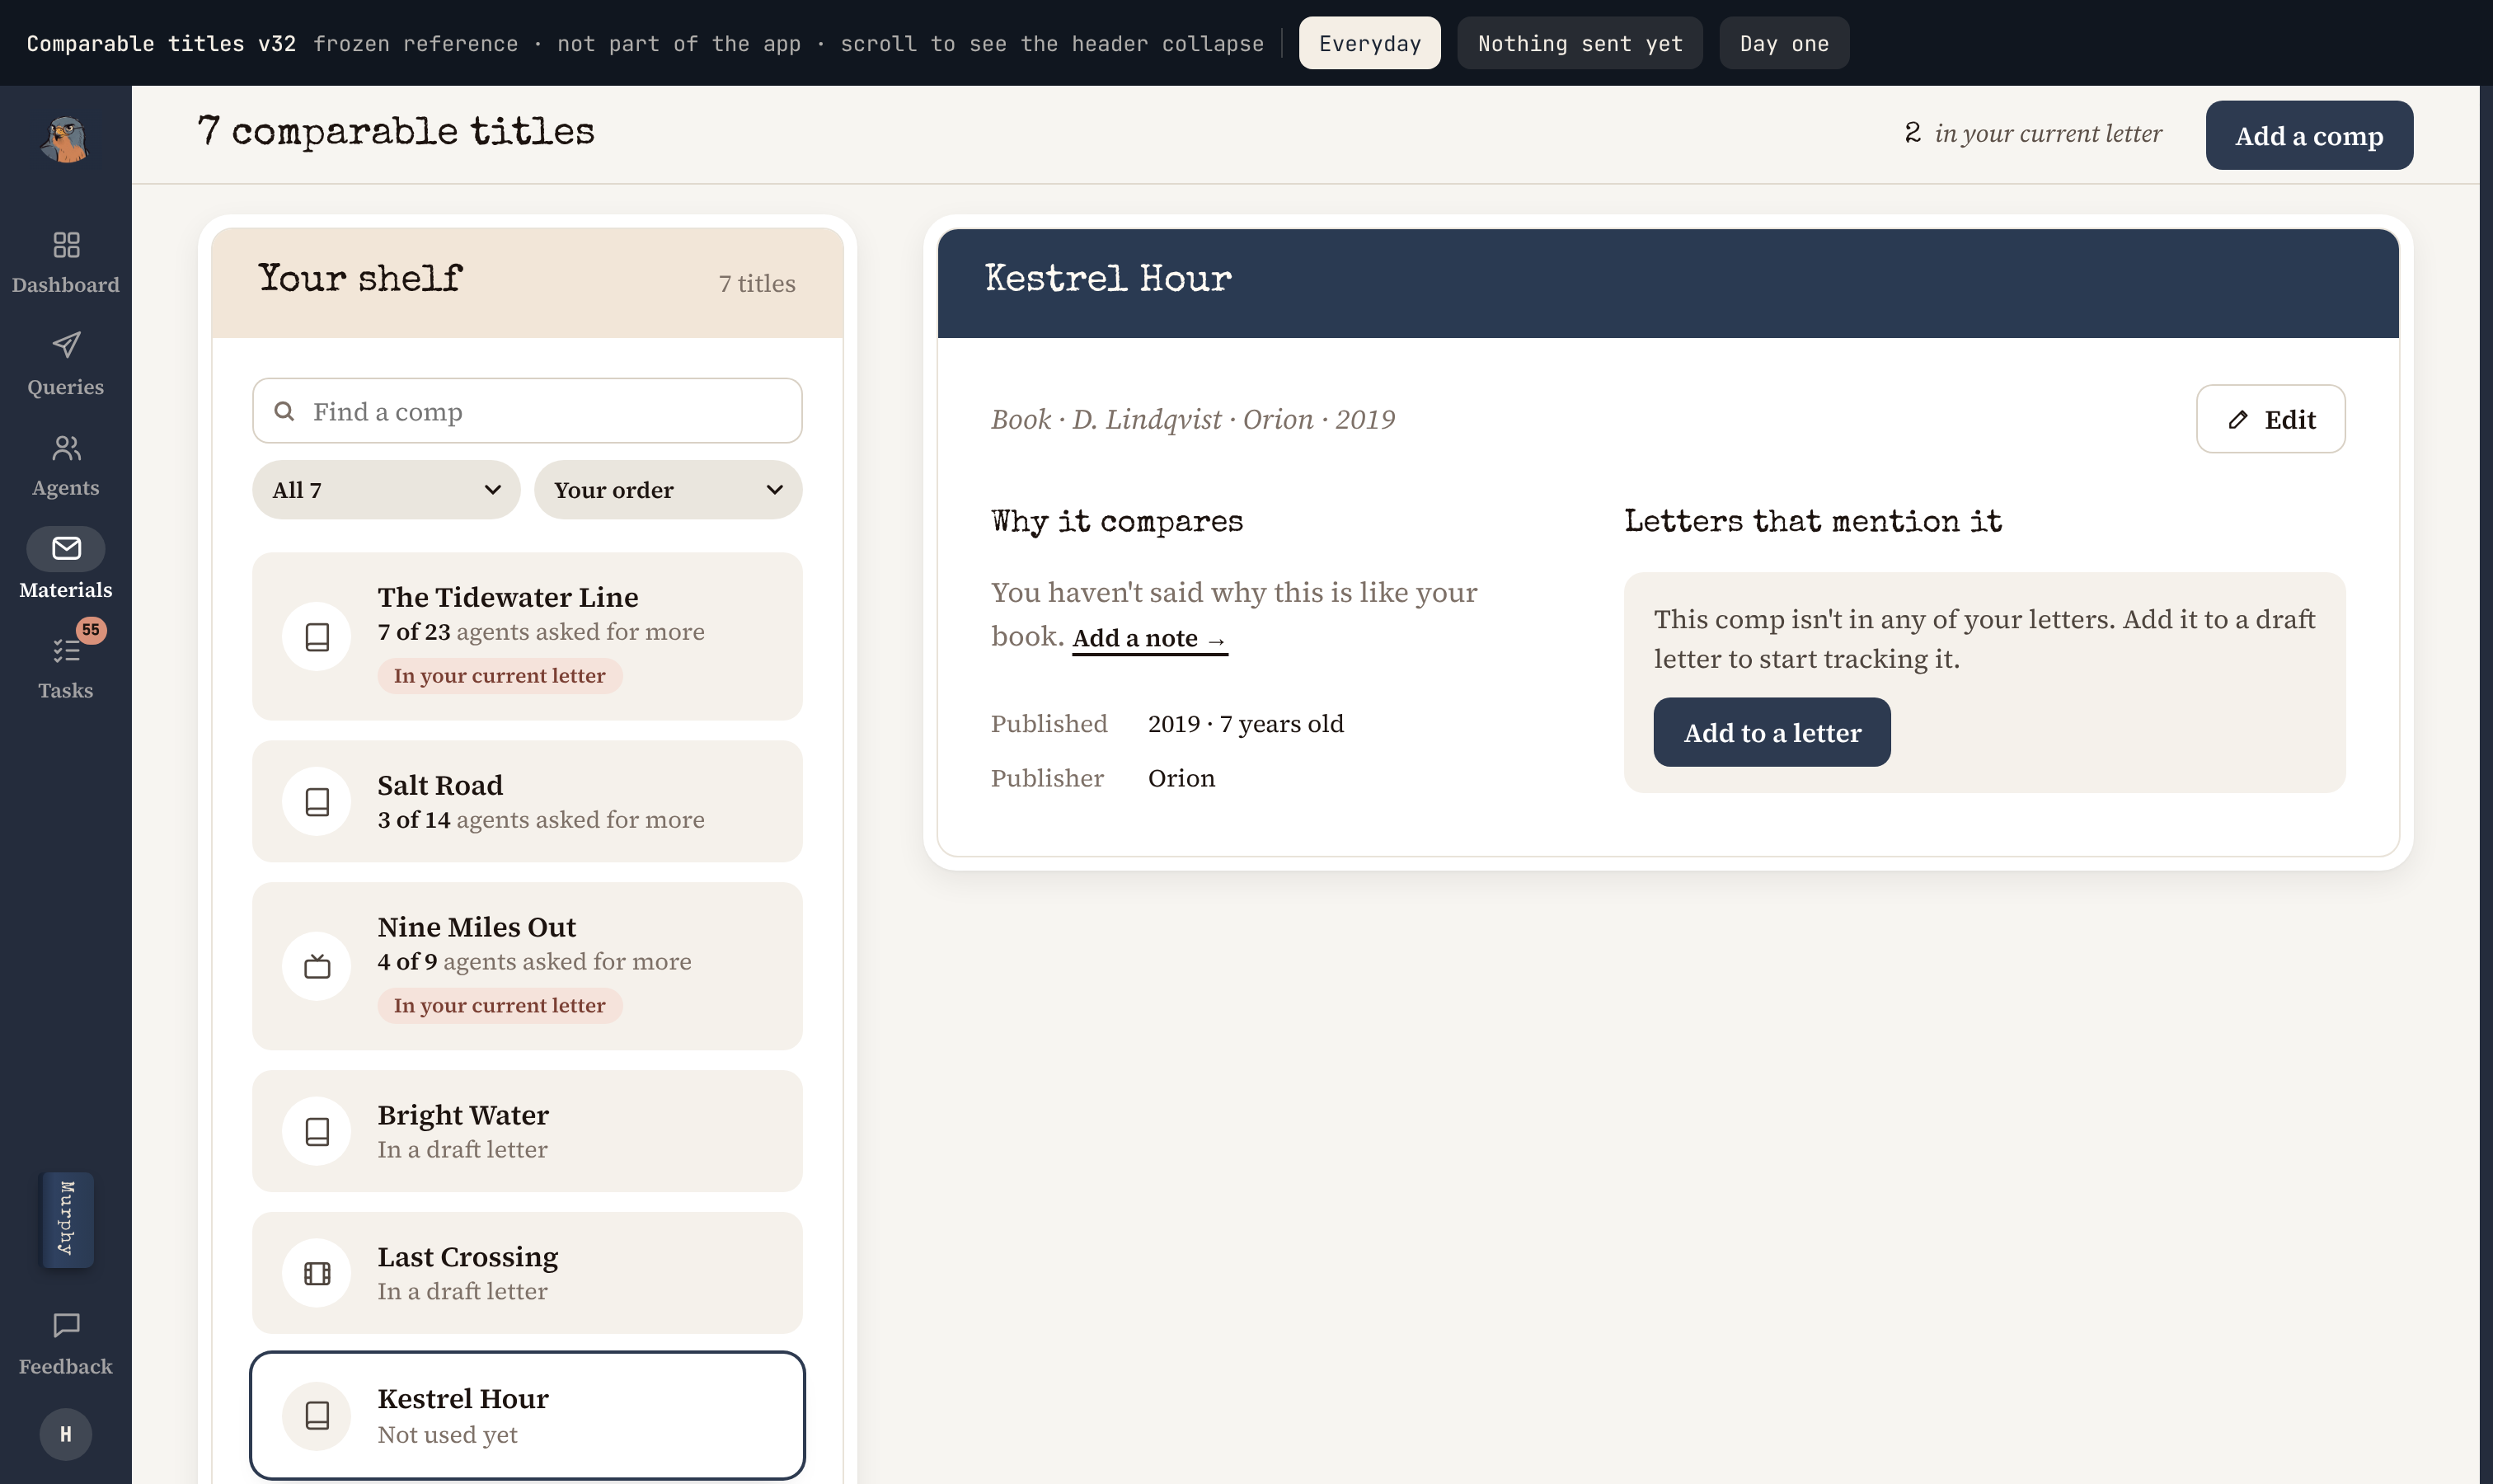 Comparable titles v32 frozen reference · not part of the app · scroll to see the header collapse
Everyday
Nothing sent yet
Day one
Dashboard
Queries
Agents
Materials
55
Tasks
Murphy
Feedback
H
7 comparable titles
2 in your current letter
Add a comp
Your shelf
7 titles
Find a comp
All 7
Your order
The Tidewater Line
7 of 23 agents asked for more
In your current letter
Salt Road
3 of 14 agents asked for more
Nine Miles Out
4 of 9 agents asked for more
In your current letter
Bright Water
In a draft letter
Last Crossing
In a draft letter
Kestrel Hour
Not used yet
Kestrel Hour
Book · D. Lindqvist · Orion · 2019
Edit
Why it compares
You haven't said why this is like your
book. Add a note →
Published 2019 · 7 years old
Publisher Orion
Letters that mention it
This comp isn't in any of your letters. Add it to a draft
letter to start tracking it.
Add to a letter